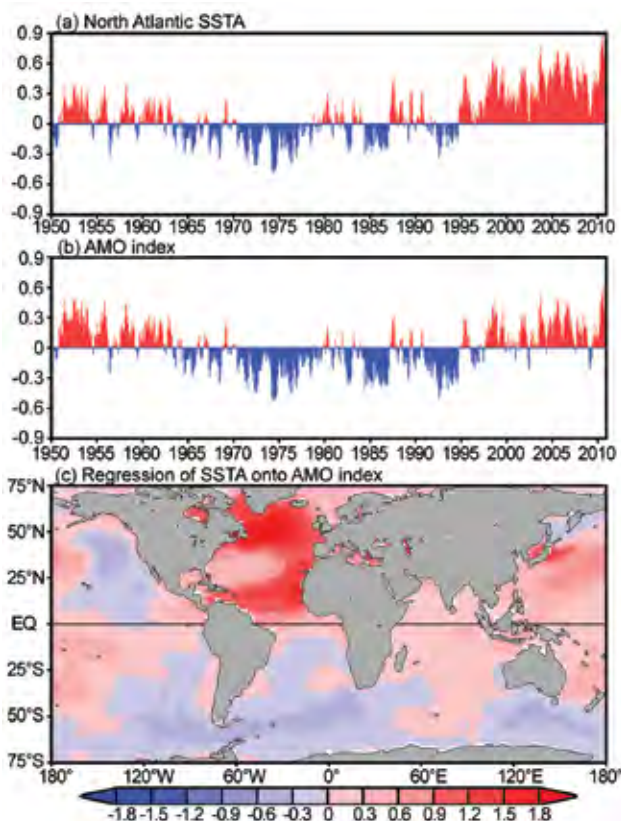 (a) North Atlantic SSTA
0.9
0.6
0.3
0
-0.3
-0.6
-0.9
1950 1955 1960 1965 1970 1975 1980 1985 1990 1995 2000 2005 2010
(b) AMO index
0.9
0.6
0.3
0
-0.3
-0.6
-0.9
1950 1955 1960 1965 1970 1975 1980 1985 1990 1995 2000 2005 2010
(c) Regression of SSTA onto AMO index
75°N
50°N
25°N
EQ
25°S
50°S
75°S
180° 120°W 60°W 0° 60°E 120°E 180°
-1.8 -1.5 -1.2 -0.9 -0.6 -0.3 0 0.3 0.6 0.9 1.2 1.5 1.8